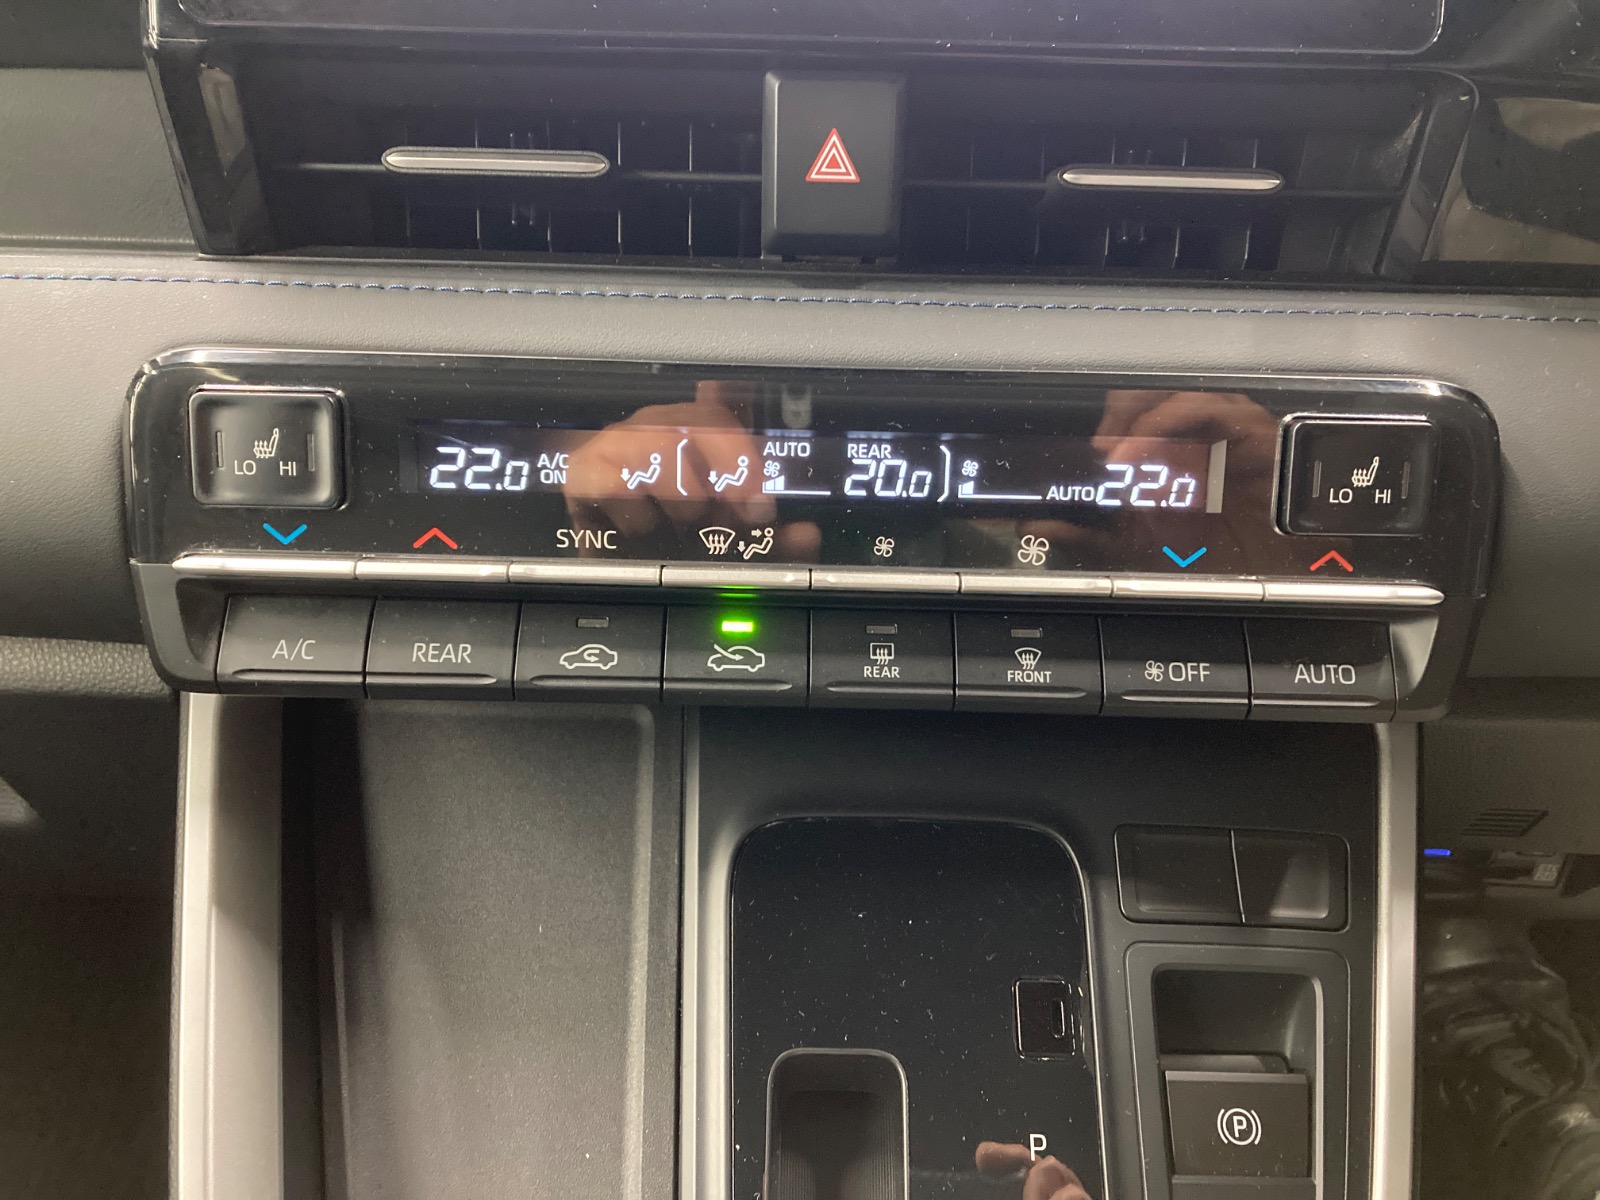 LO HI
22.0 A/C ON
AUTO
REAR
20.0
AUTO 22.0
LO HI
SYNC
A/C
REAR
REAR
FRONT
OFF
AUTO
P
P